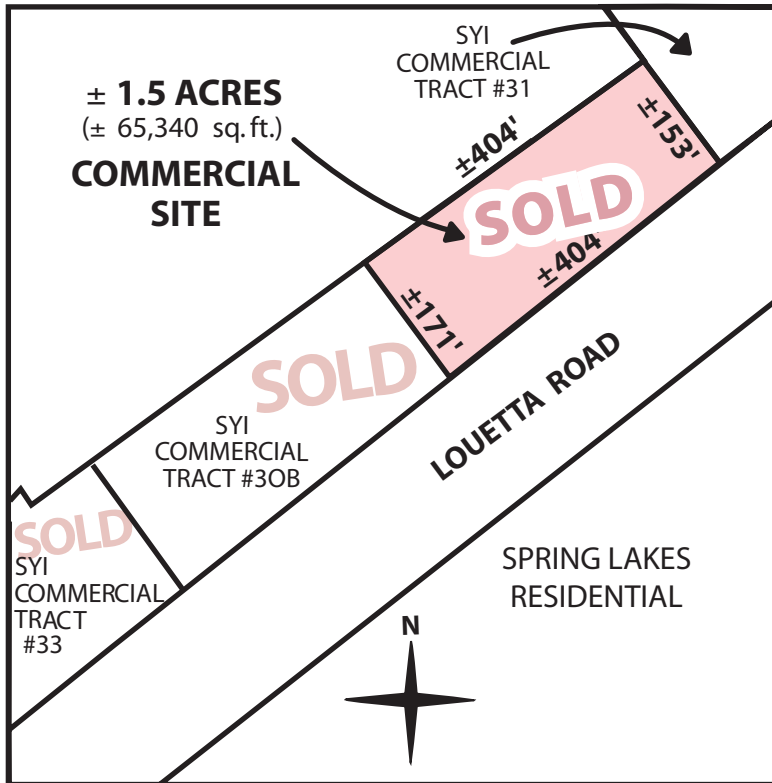 SYI
COMMERCIAL
TRACT #31
± 1.5 ACRES
(± 65,340 sq. ft.)
COMMERCIAL
SITE
±404'
±153'
SOLD
±404'
±171'
SOLD
SYI
COMMERCIAL
TRACT #3OB
LOUETTA ROAD
SOLD
SYI
COMMERCIAL
TRACT
#33
SPRING LAKES
RESIDENTIAL
N